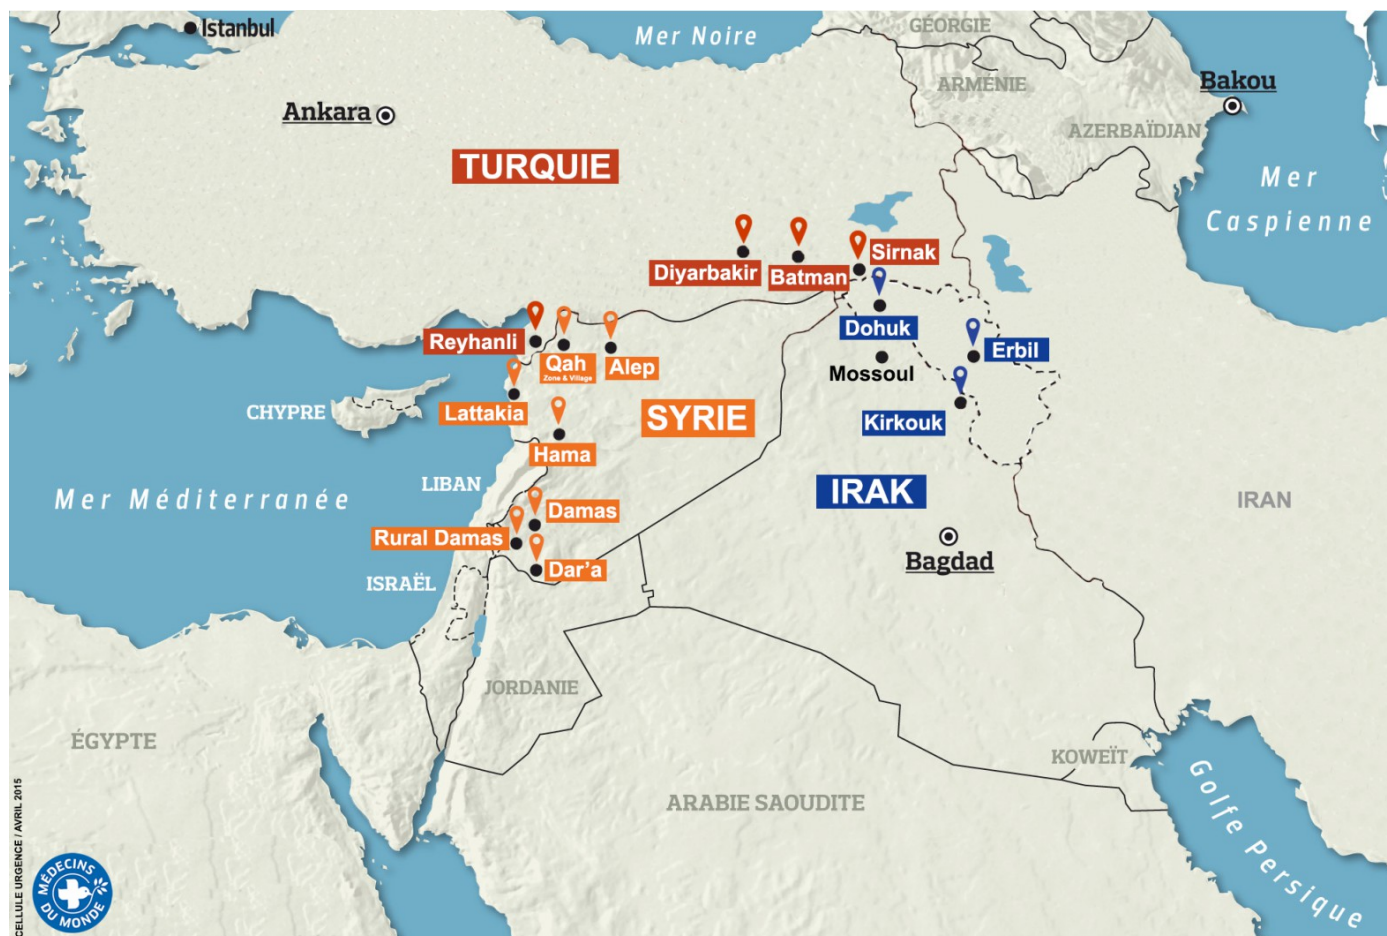 Istanbul
Mer Noire
GÉORGIE
Ankara
ARMÉNIE
Bakou
AZERBAÏDJAN
TURQUIE
Mer
Caspienne
Diyarbakir
Batman
Sirnak
Reyhanli
Qah
Zone & Village
Alep
Dohuk
Erbil
Mossoul
CHYPRE
Lattakia
SYRIE
Kirkouk
Hama
LIBAN
Mer Méditerranée
IRAK
IRAN
Damas
Rural Damas
Bagdad
Dar'a
ISRAËL
JORDANIE
ÉGYPTE
KOWEÏT
ARABIE SAOUDITE
Golfe Persique
CELLULE URGENCE / AVRIL 2015
MÉDECINS
DU MONDE